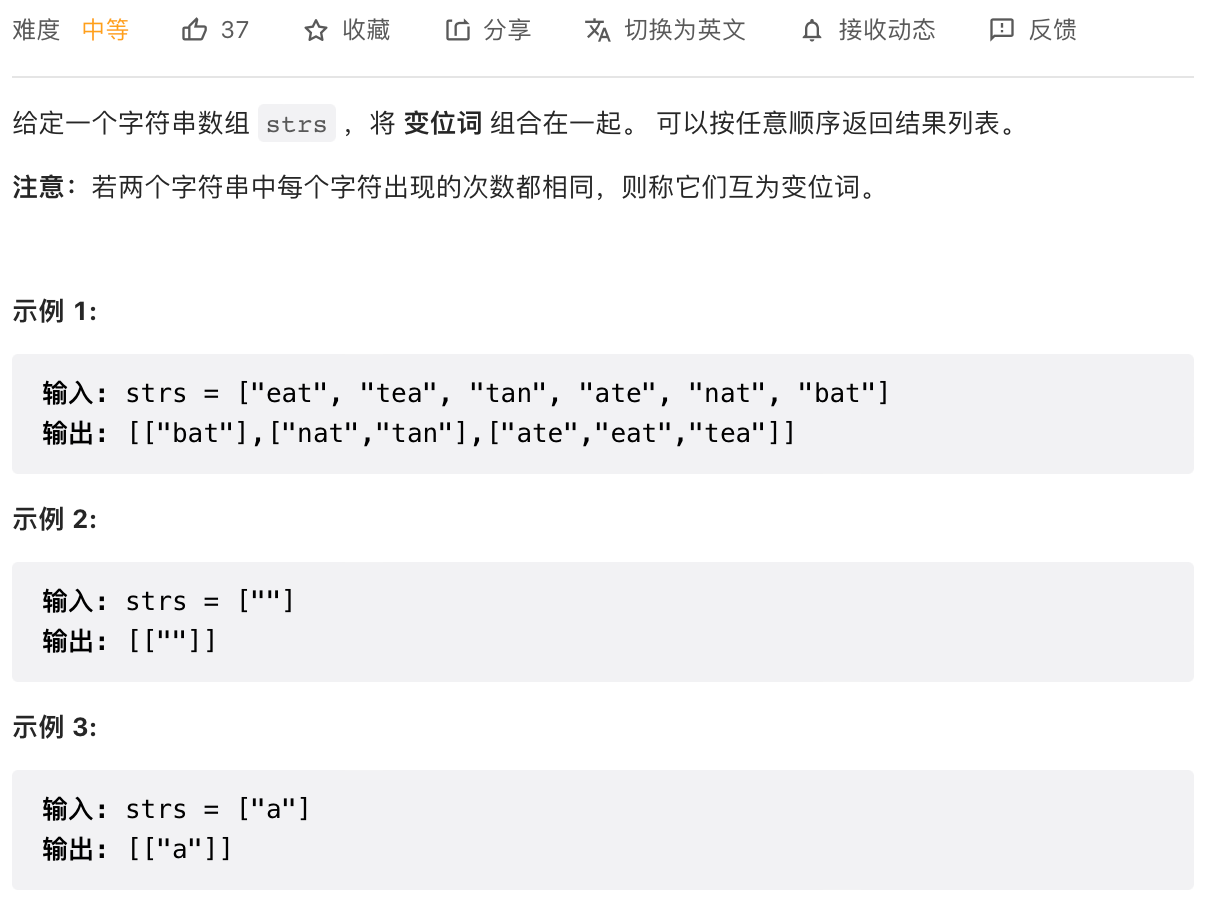 难度 中等 37 收藏 分享 切换为英文 接收动态 反馈
给定一个字符串数组 strs ，将 变位词 组合在一起。 可以按任意顺序返回结果列表。
注意：若两个字符串中每个字符出现的次数都相同，则称它们互为变位词。
示例 1:
输入: strs = ["eat", "tea", "tan", "ate", "nat", "bat"]
输出: [["bat"],["nat","tan"],["ate","eat","tea"]]
示例 2:
输入: strs = [""]
输出: [[""]]
示例 3:
输入: strs = ["a"]
输出: [["a"]]